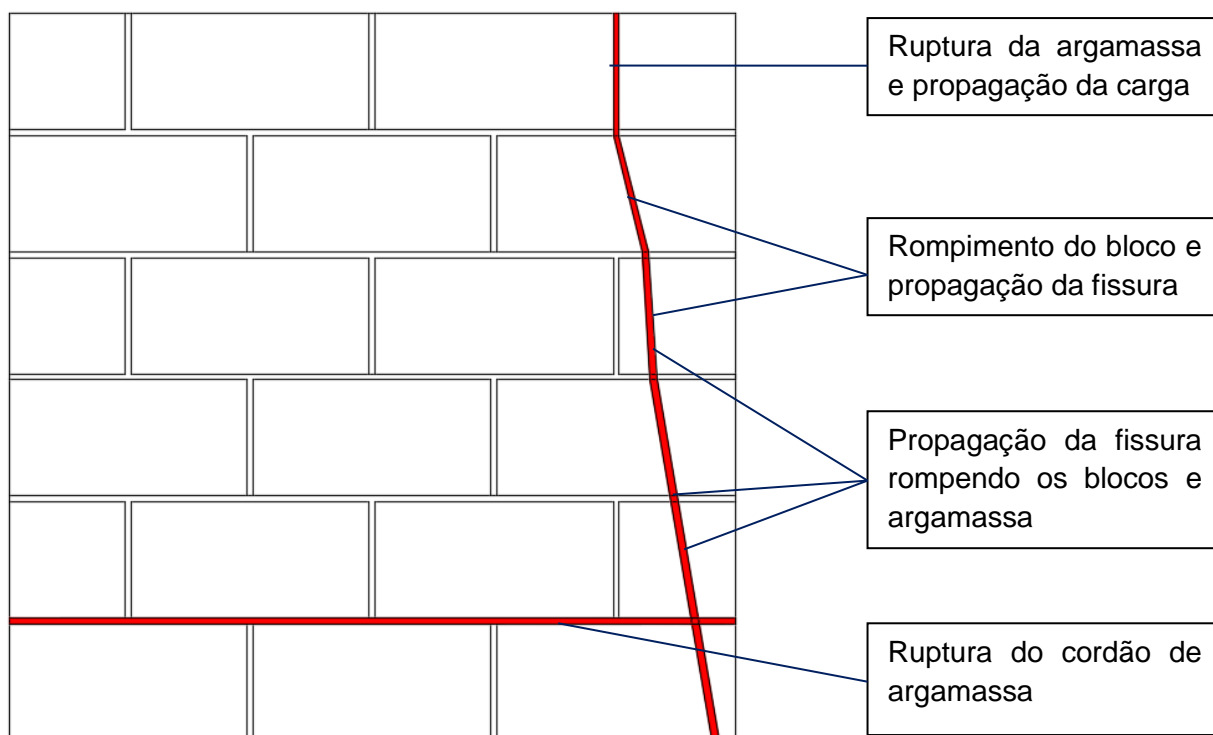 Ruptura da argamassa
e propagação da carga
Rompimento do bloco e
propagação da fissura
Propagação da fissura
rompendo os blocos e
argamassa
Ruptura do cordão de
argamassa